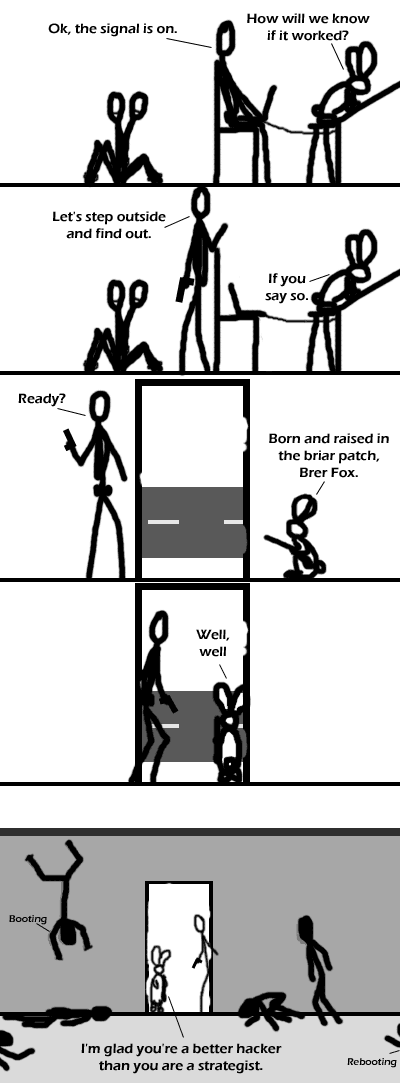 Ok, the signal is on.
How will we know
if it worked?
Let's step outside
and find out.
If you
say so.
Ready?
Born and raised in
the briar patch,
Brer Fox.
Well,
well
Booting
I'm glad you're a better hacker
than you are a strategist.
Rebooting